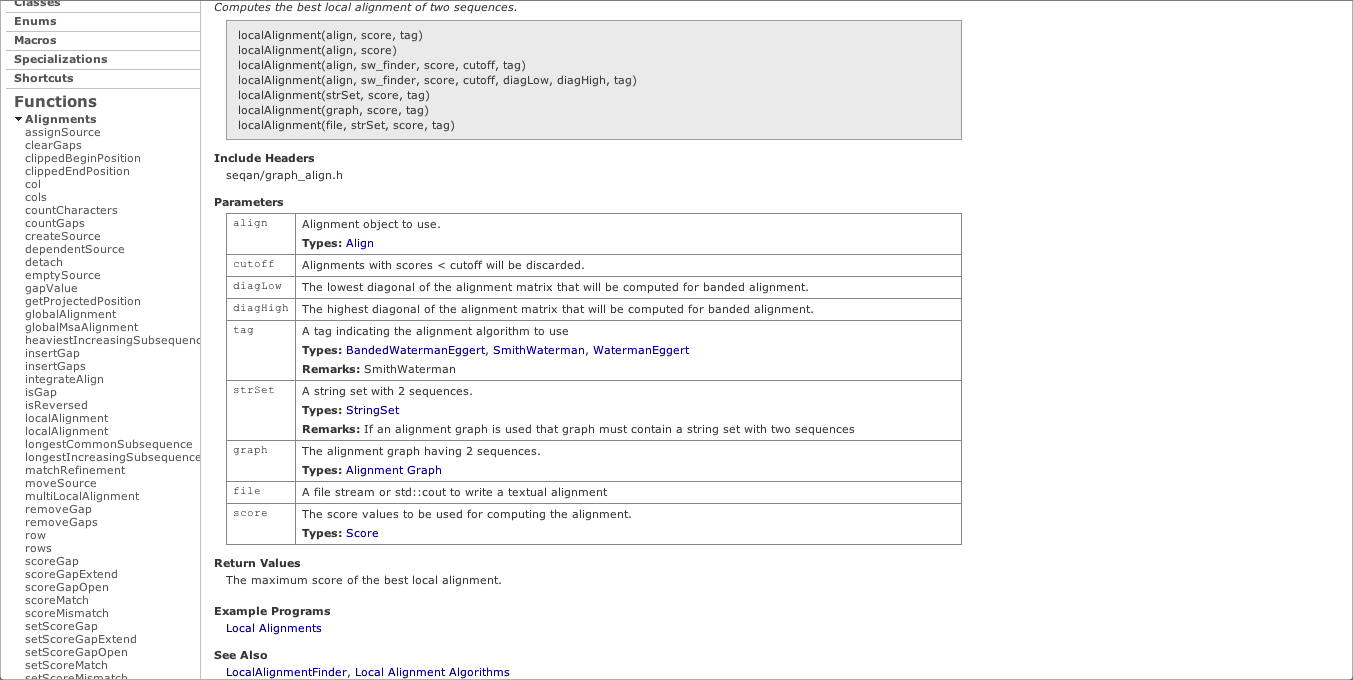 Classes
Enums
Macros
Specializations
Shortcuts
Functions
Alignments
assignSource
clearGaps
clippedBeginPosition
clippedEndPosition
col
cols
countCharacters
countGaps
createSource
dependentSource
detach
emptySource
gapValue
getProjectedPosition
globalAlignment
globalMsaAlignment
heaviestIncreasingSubsequenc
insertGap
insertGaps
integrateAlign
isGap
isReversed
localAlignment
localAlignment
longestCommonSubsequence
longestIncreasingSubsequence
matchRefinement
moveSource
multiLocalAlignment
removeGap
removeGaps
row
rows
scoreGap
scoreGapExtend
scoreGapOpen
scoreMatch
scoreMismatch
setScoreGap
setScoreGapExtend
setScoreGapOpen
setScoreMatch
setScoreMismatch
Computes the best local alignment of two sequences.
localAlignment(align, score, tag)
localAlignment(align, score)
localAlignment(align, sw_finder, score, cutoff, tag)
localAlignment(align, sw_finder, score, cutoff, diagLow, diagHigh, tag)
localAlignment(strSet, score, tag)
localAlignment(graph, score, tag)
localAlignment(file, strSet, score, tag)
Include Headers
seqan/graph_align.h
Parameters
align Alignment object to use.
Types: Align
cutoff Alignments with scores < cutoff will be discarded.
diagLow The lowest diagonal of the alignment matrix that will be computed for banded alignment.
diagHigh The highest diagonal of the alignment matrix that will be computed for banded alignment.
tag A tag indicating the alignment algorithm to use
Types: BandedWatermanEggert, SmithWaterman, WatermanEggert
Remarks: SmithWaterman
strSet A string set with 2 sequences.
Types: StringSet
Remarks: If an alignment graph is used that graph must contain a string set with two sequences
graph The alignment graph having 2 sequences.
Types: Alignment Graph
file A file stream or std::cout to write a textual alignment
score The score values to be used for computing the alignment.
Types: Score
Return Values
The maximum score of the best local alignment.
Example Programs
Local Alignments
See Also
LocalAlignmentFinder, Local Alignment Algorithms